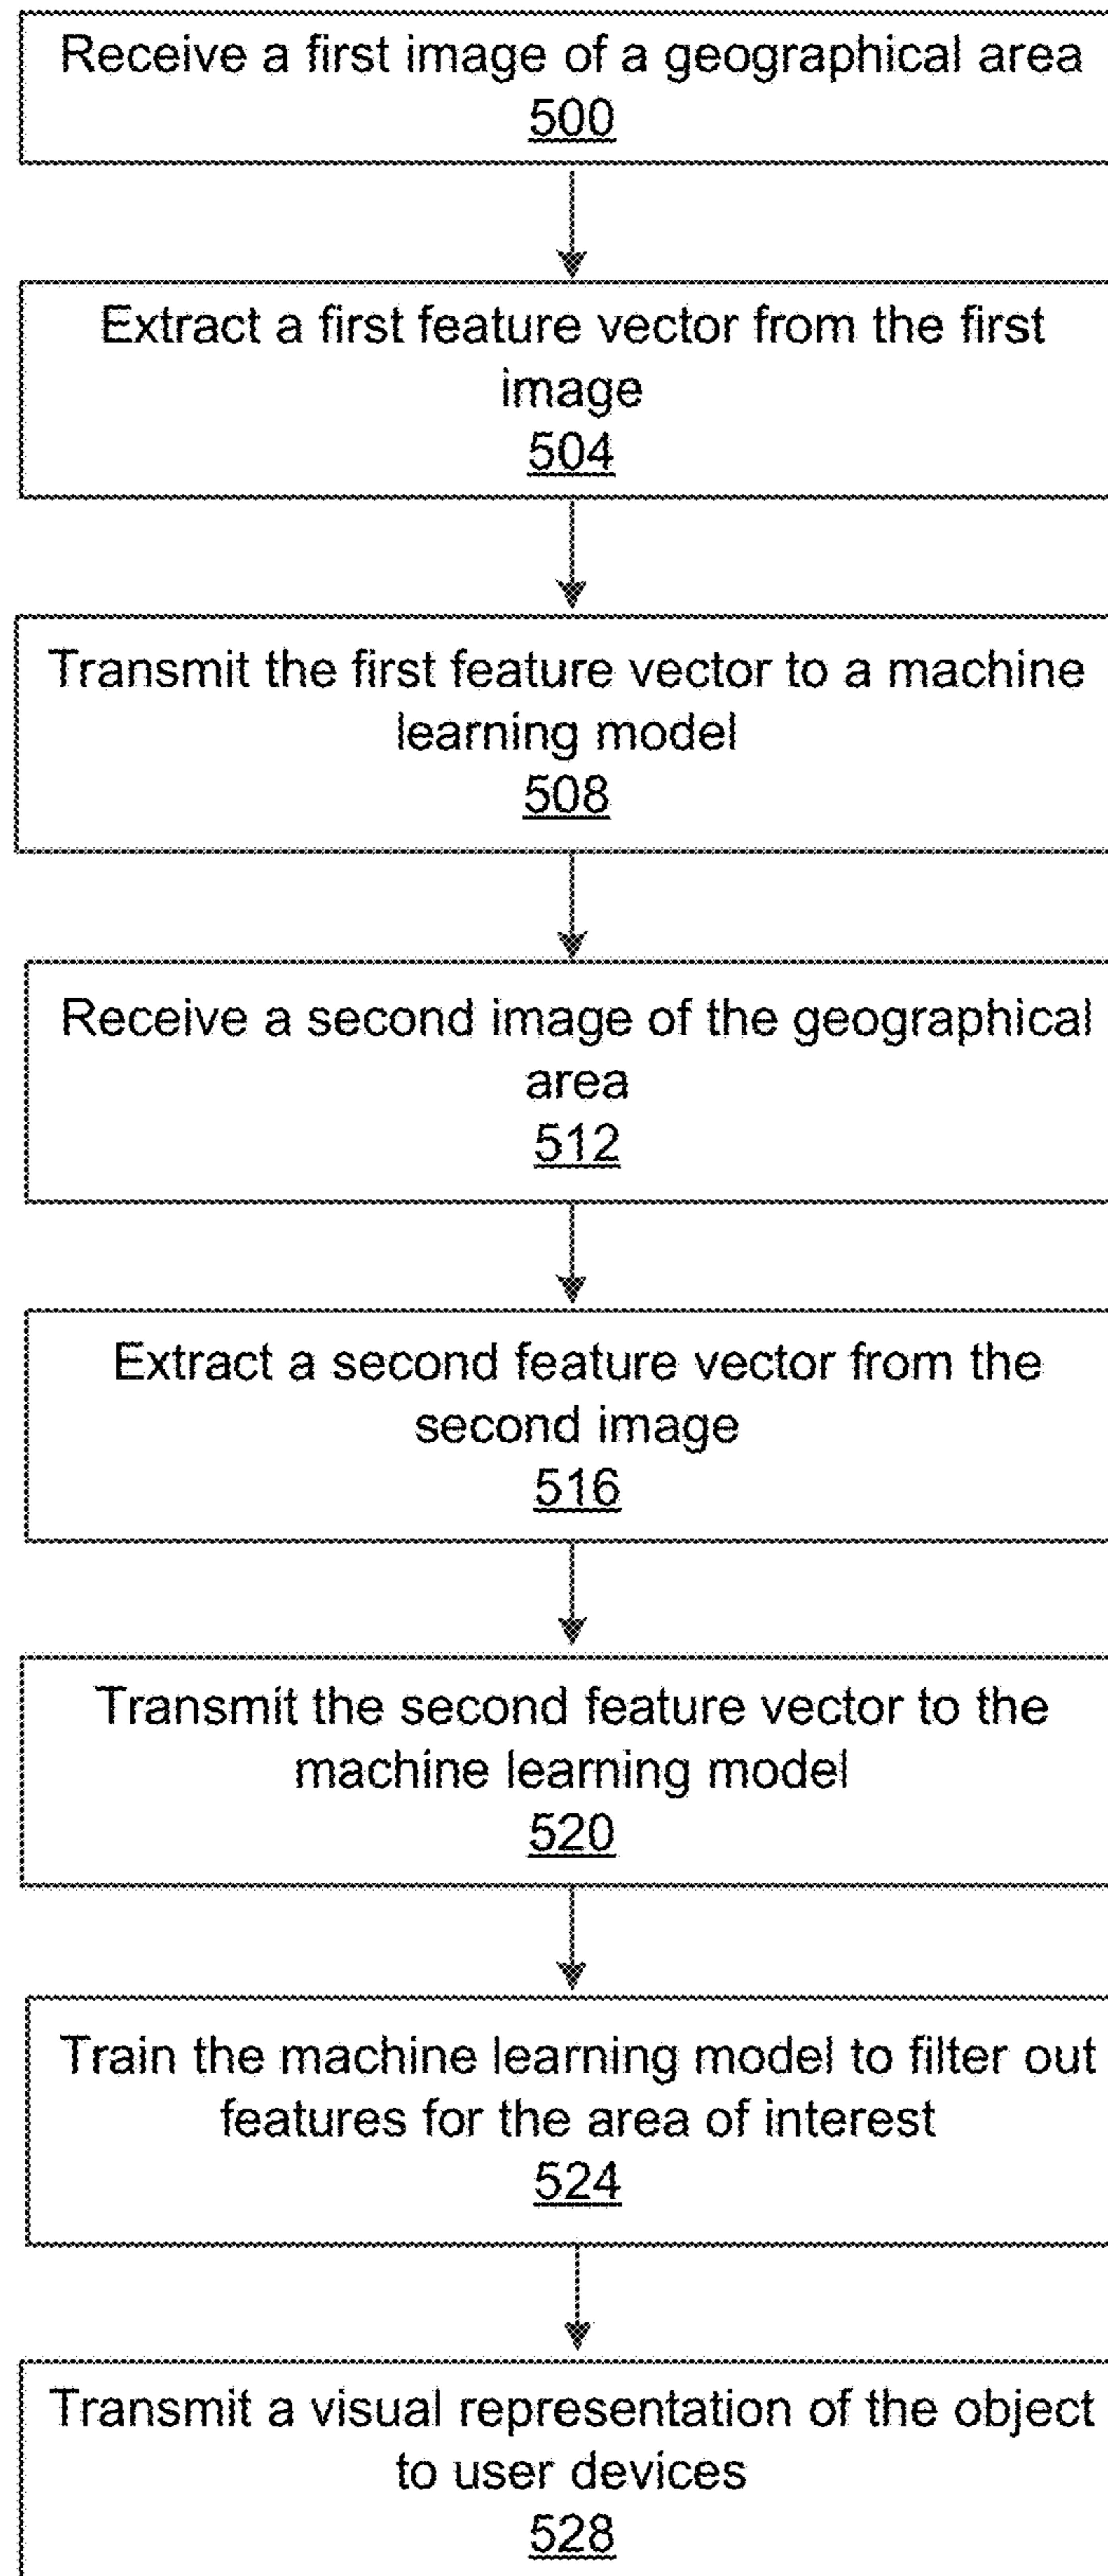 Receive a first image of a geographical area
500
Extract a first feature vector from the first
image
504
Transmit the first feature vector to a machine
learning model
508
Receive a second image of the geographical
area
512
Extract a second feature vector from the
second image
516
Transmit the second feature vector to the
machine learning model
520
Train the machine learning model to filter out
features for the area of interest
524
Transmit a visual representation of the object
to user devices
528